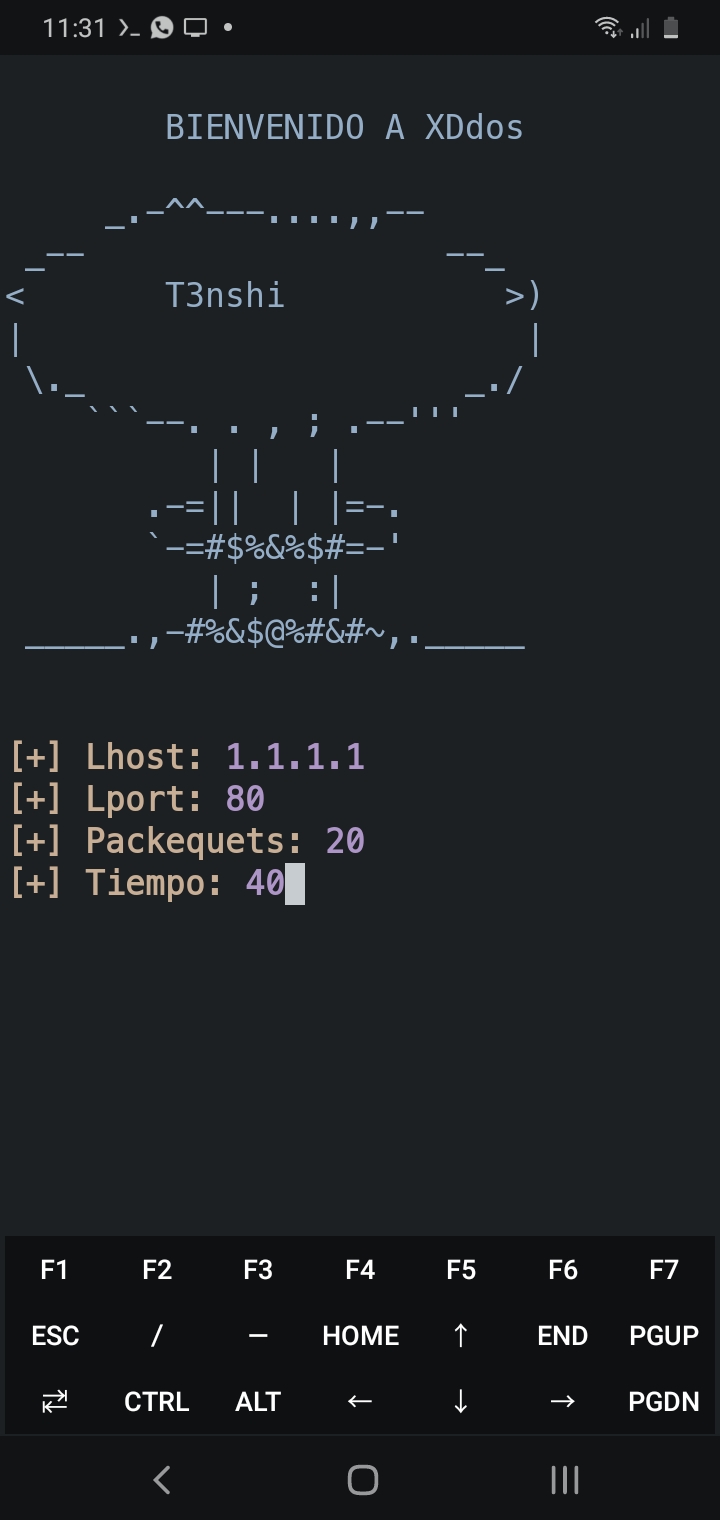 11:31
BIENVENIDO A XDdos
_.-^^---....,,--
_--                  --_
<       T3nshi           >)
|                         |
\._                   _./
```--. . , ; .--'''
| |   |
.-=||  | |=-.
`-=#$%&%$#=-'
| ;  :|
_____.,-#%&$@%#&#~,._____
[+] Lhost: 1.1.1.1
[+] Lport: 80
[+] Packequets: 20
[+] Tiempo: 40
F1 F2 F3 F4 F5 F6 F7
ESC / — HOME ↑ END PGUP
⇄ CTRL ALT ← ↓ → PGDN